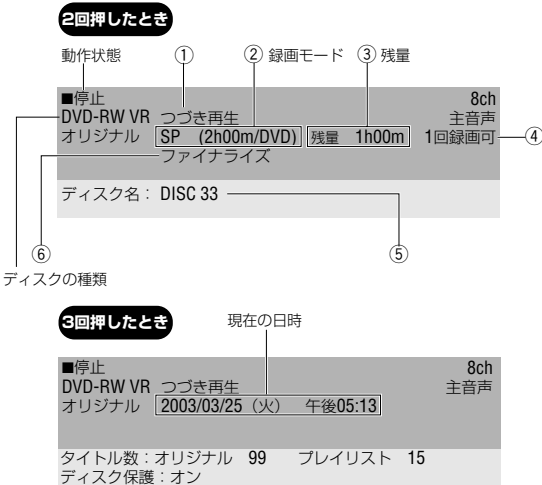 2回押したとき
動作状態 ① ② 録画モード ③ 残量
■停止 8ch
DVD-RW VR つづき再生 主音声
オリジナル SP (2h00m/DVD) 残量 1h00m 1回録画可 ④
ファイナライズ
ディスク名： DISC 33
⑥ ⑤
ディスクの種類
3回押したとき 現在の日時
■停止 8ch
DVD-RW VR つづき再生 主音声
オリジナル 2003/03/25（火） 午後05:13
タイトル数：オリジナル 99 プレイリスト 15
ディスク保護：オン